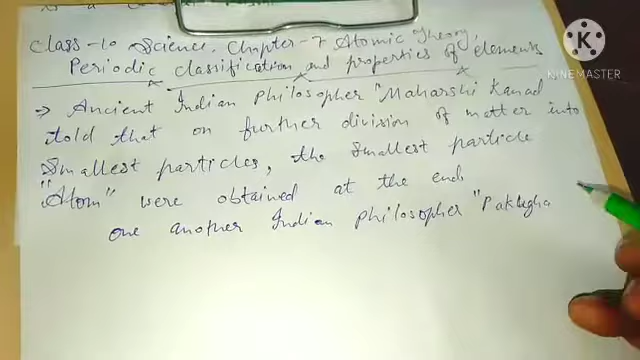 is a
Class-10 Science, Chapter-7 Atomic Theory,
Periodic classification and properties of elements
→ Ancient Indian Philosopher "Maharshi Kanad
told that on further division of matter into
smallest particles, the smallest particle
"Atom" were obtained at the end
one another Indian philosopher "Pakugha
KINEMASTER